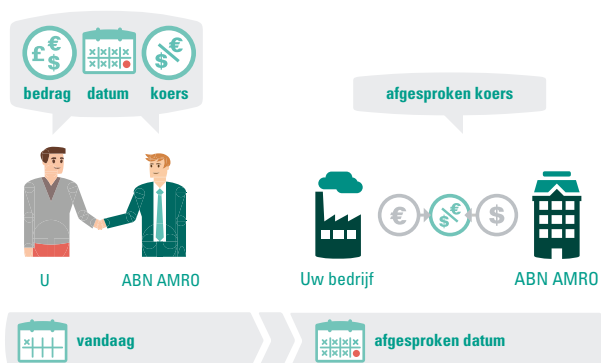 £ € $
$ / €
bedrag datum koers
afgesproken koers
€ $ / € $
U ABN AMRO Uw bedrijf ABN AMRO
vandaag afgesproken datum